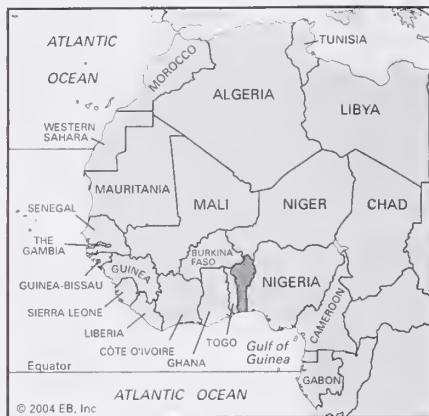 ATLANTIC
OCEAN
TUNISIA
MOROCCO
ALGERIA
LIBYA
WESTERN
SAHARA
MAURITANIA
MALI
NIGER
CHAD
SENEGAL
THE
GAMBIA
BURKINA
FASO
GUINEA
NIGERIA
GUINEA-BISSAU
SIERRA LEONE
CAMEROON
LIBERIA
TOGO
Gulf of
Guinea
CÔTE D'IVOIRE
GHANA
Equator
GABON
ATLANTIC OCEAN
© 2004 EB, Inc